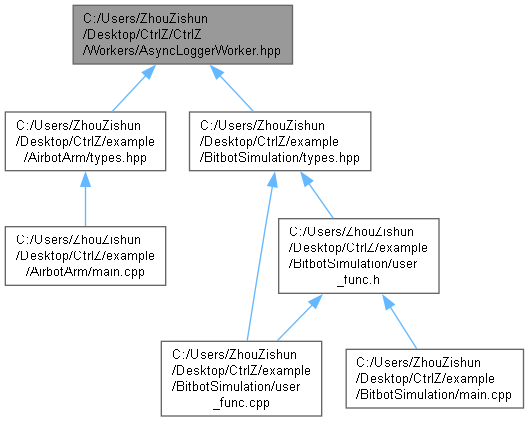 C:/Users/ZhouZishun
/Desktop/CtrlZ/CtrlZ
/Workers/AsyncLoggerWorker.hpp
C:/Users/ZhouZishun
/Desktop/CtrlZ/example
/AirbotArm/types.hpp
C:/Users/ZhouZishun
/Desktop/CtrlZ/example
/BitbotSimulation/types.hpp
C:/Users/ZhouZishun
/Desktop/CtrlZ/example
/AirbotArm/main.cpp
C:/Users/ZhouZishun
/Desktop/CtrlZ/example
/BitbotSimulation/user
_func.h
C:/Users/ZhouZishun
/Desktop/CtrlZ/example
/BitbotSimulation/user
_func.cpp
C:/Users/ZhouZishun
/Desktop/CtrlZ/example
/BitbotSimulation/main.cpp